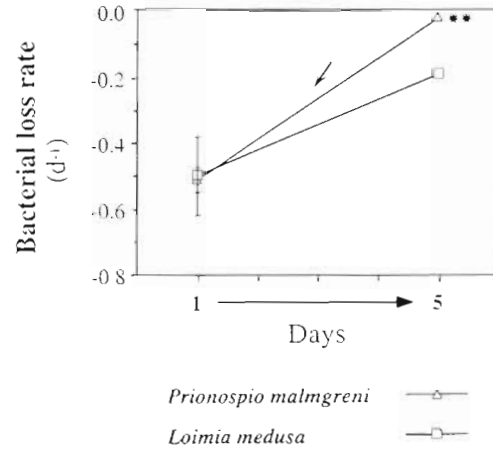 Bacterial loss rate
(d⁻¹)
0.0
-0.2
-0.4
-0.6
-0.8
**
1 5
Days
Prionospio malmgreni
Loimia medusa